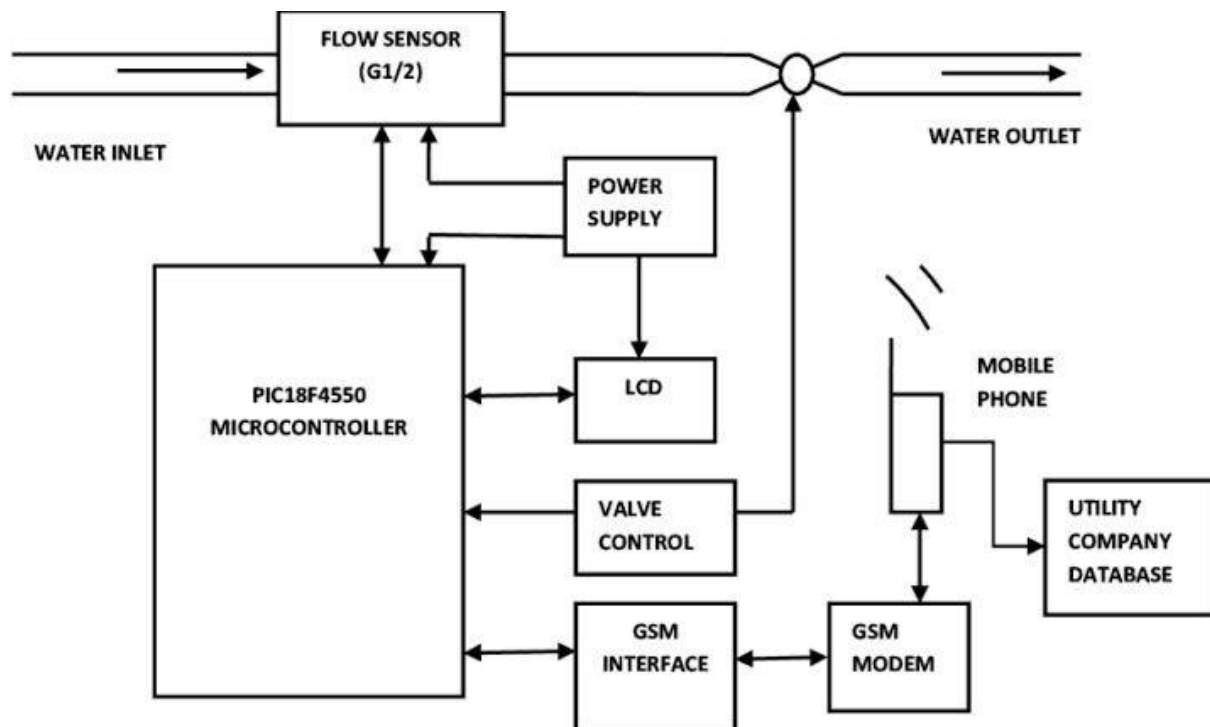 FLOW SENSOR
(G1/2)
WATER INLET
WATER OUTLET
POWER
SUPPLY
PIC18F4550
MICROCONTROLLER
LCD
MOBILE
PHONE
VALVE
CONTROL
UTILITY
COMPANY
DATABASE
GSM
INTERFACE
GSM
MODEM